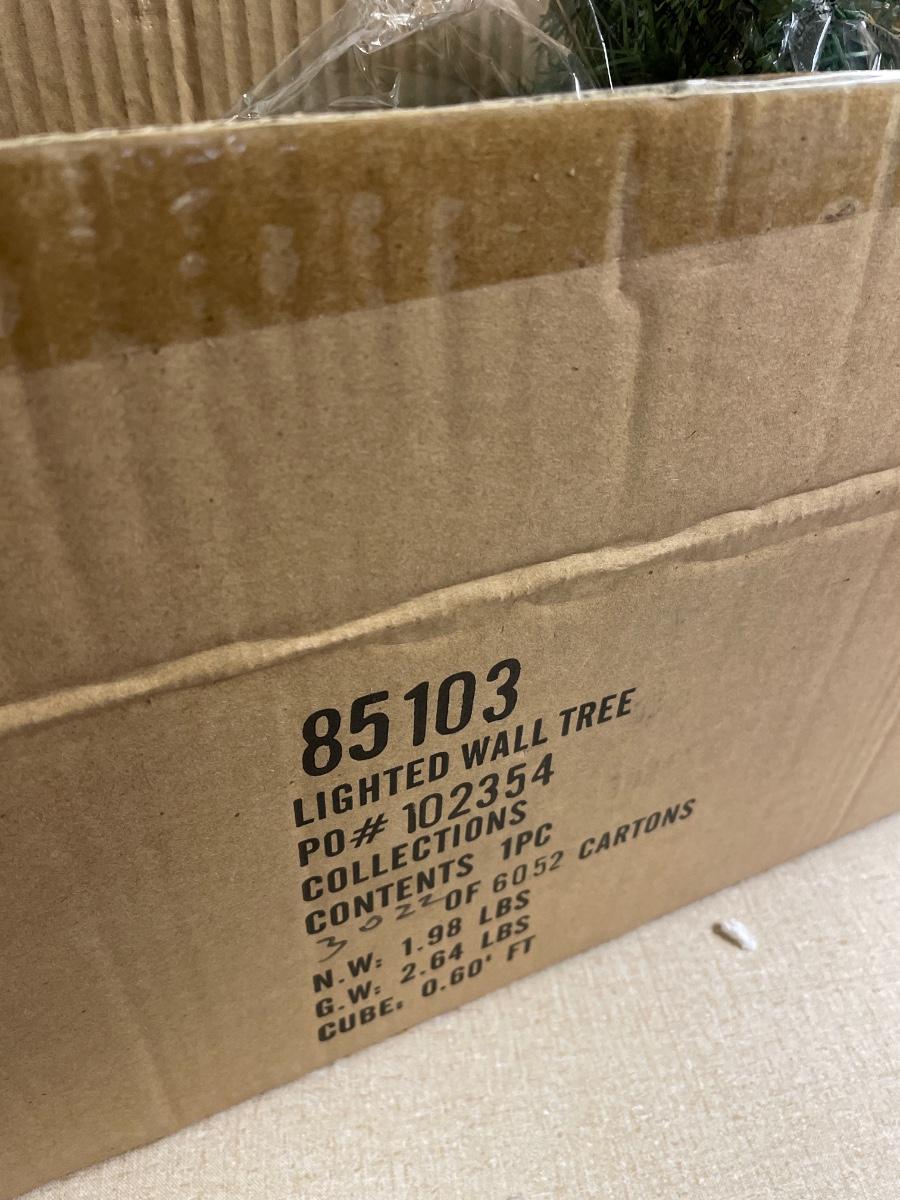 85103
LIGHTED WALL TREE
PO# 102354
COLLECTIONS
CONTENTS 1PC
3022 OF 6052 CARTONS
N.W: 1.98 LBS
G.W: 2.64 LBS
CUBE: 0.60' FT